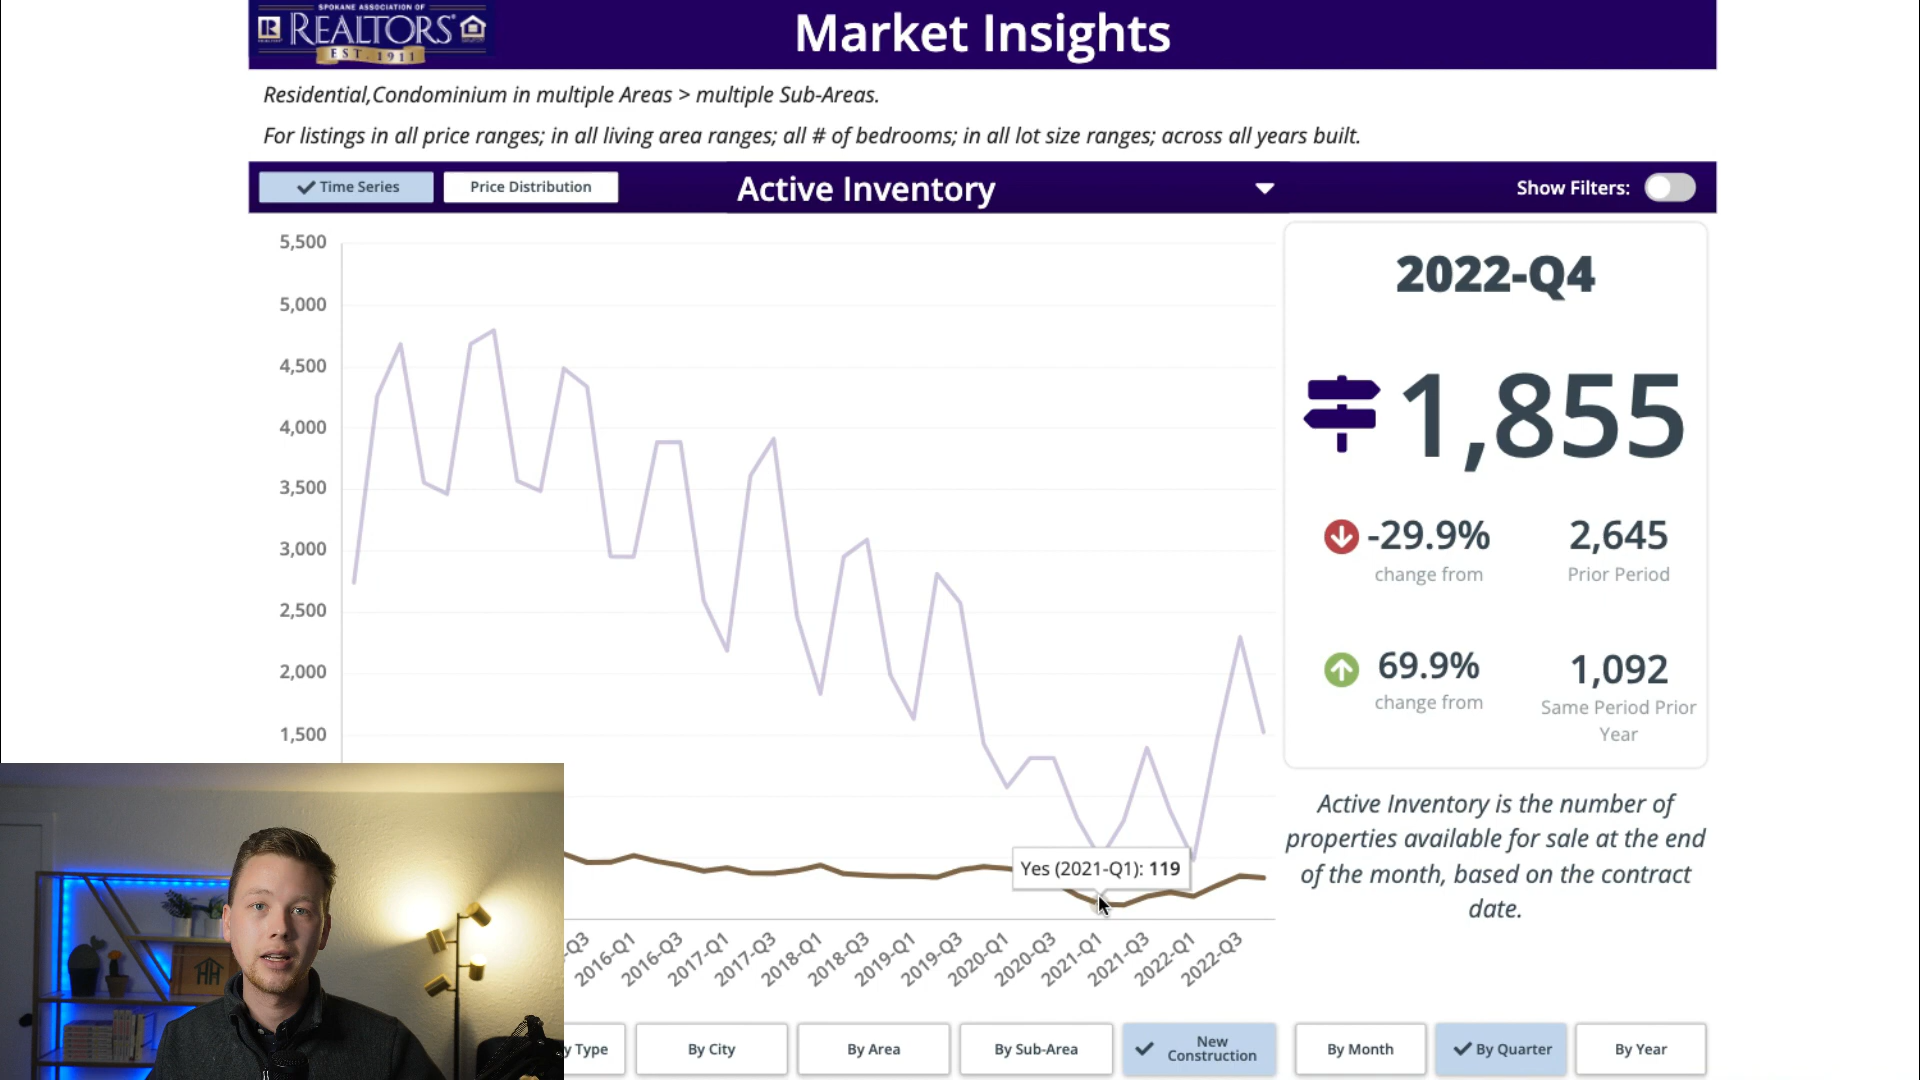 SPOKANE ASSOCIATION OF
REALTORS®
EST. 1911
Market Insights
Residential,Condominium in multiple Areas > multiple Sub-Areas.
For listings in all price ranges; in all living area ranges; all # of bedrooms; in all lot size ranges; across all years built.
Time Series
Price Distribution
Active Inventory
Show Filters:
5,500
5,000
4,500
4,000
3,500
3,000
2,500
2,000
1,500
Yes (2021-Q1): 119
-Q3
2016-Q1
2016-Q3
2017-Q1
2017-Q3
2018-Q1
2018-Q3
2019-Q1
2019-Q3
2020-Q1
2020-Q3
2021-Q1
2021-Q3
2022-Q1
2022-Q3
2022-Q4
1,855
-29.9%
change from
2,645
Prior Period
69.9%
change from
1,092
Same Period Prior
Year
Active Inventory is the number of
properties available for sale at the end
of the month, based on the contract
date.
HH
y Type
By City
By Area
By Sub-Area
New
Construction
By Month
By Quarter
By Year